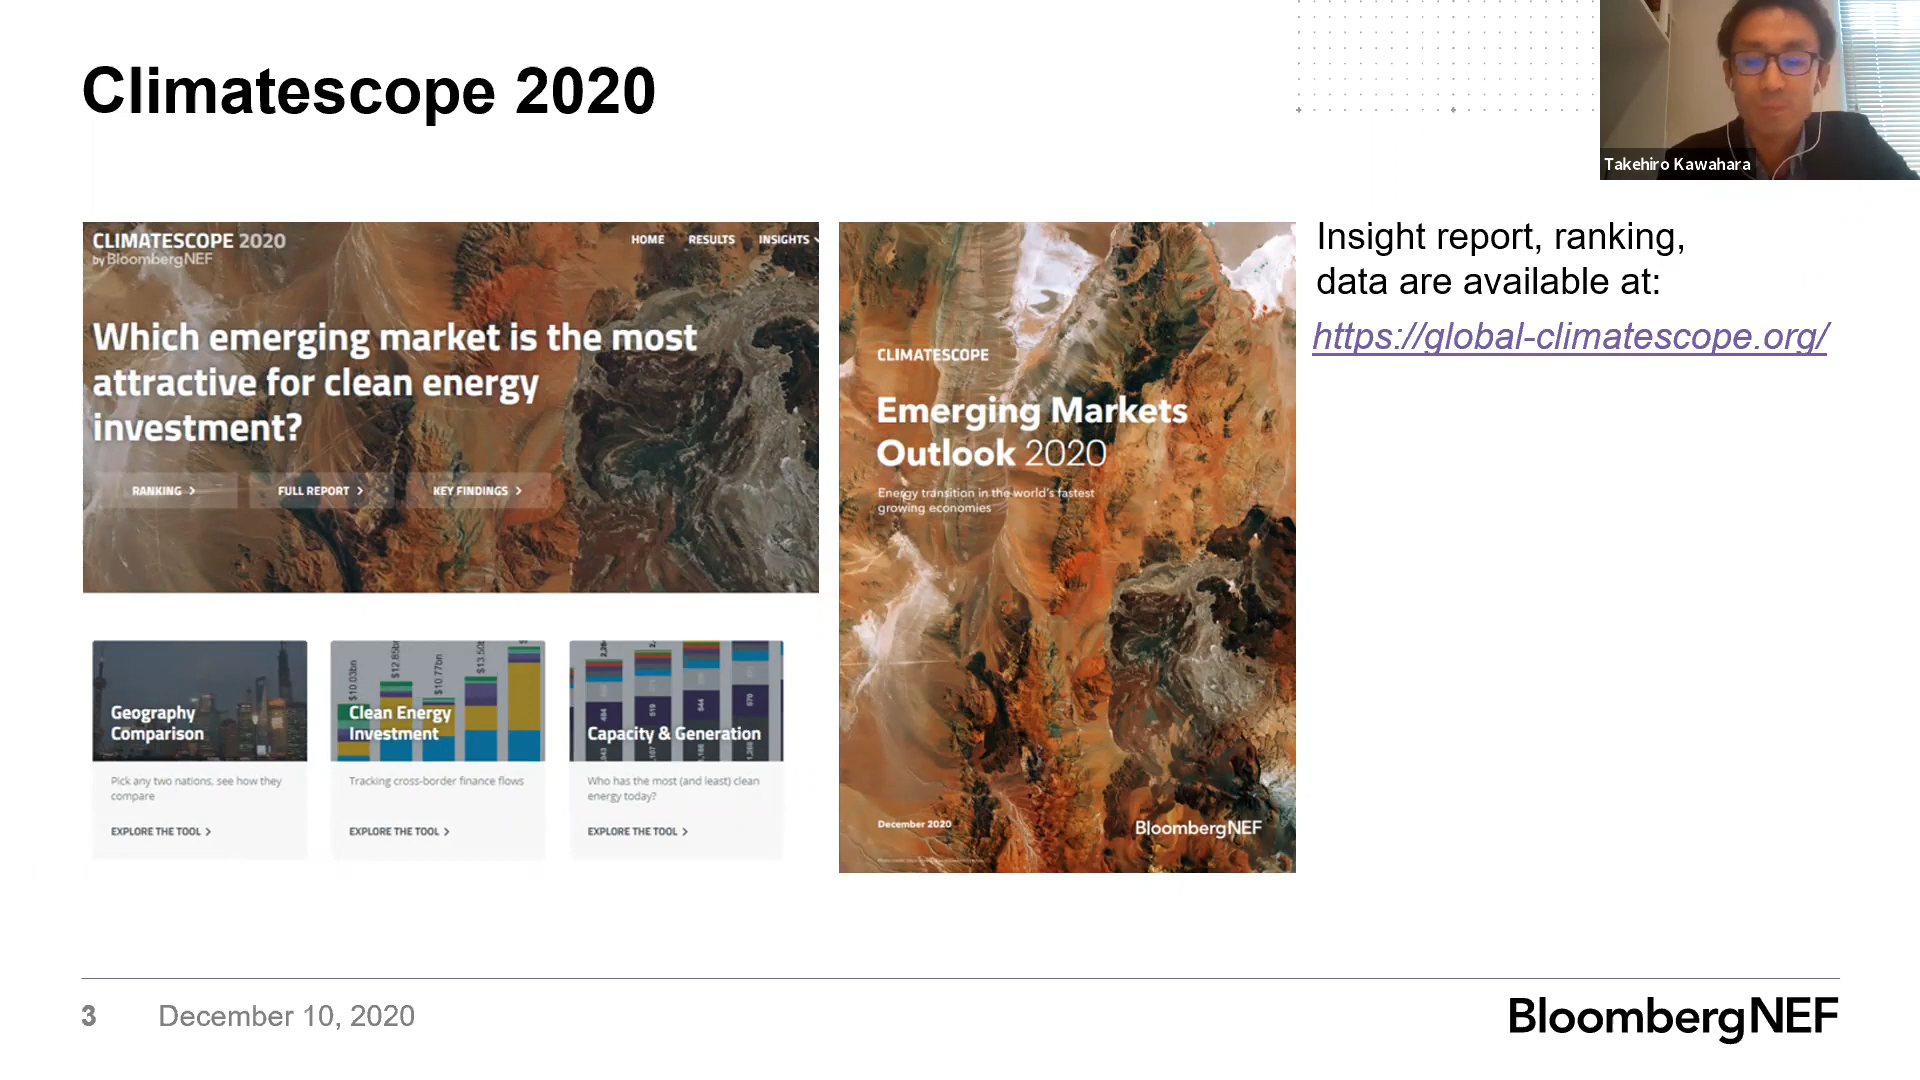 Climatescope 2020
Takehiro Kawahara
CLIMATESCOPE 2020
by BloombergNEF
HOME RESULTS INSIGHTS
Which emerging market is the most
attractive for clean energy
investment?
RANKING
FULL REPORT
KEY FINDINGS
Geography
Comparison
Pick any two nations, see how they
compare
EXPLORE THE TOOL
$10.03bn
$10.77bn
Clean Energy
Investment
Tracking cross-border finance flows
EXPLORE THE TOOL
Capacity & Generation
Who has the most (and least) clean
energy today?
EXPLORE THE TOOL
CLIMATESCOPE
Emerging Markets
Outlook 2020
Energy transition in the world's fastest
growing economies
December 2020
BloombergNEF
Insight report, ranking,
data are available at:
https://global-climatescope.org/
3
December 10, 2020
BloombergNEF